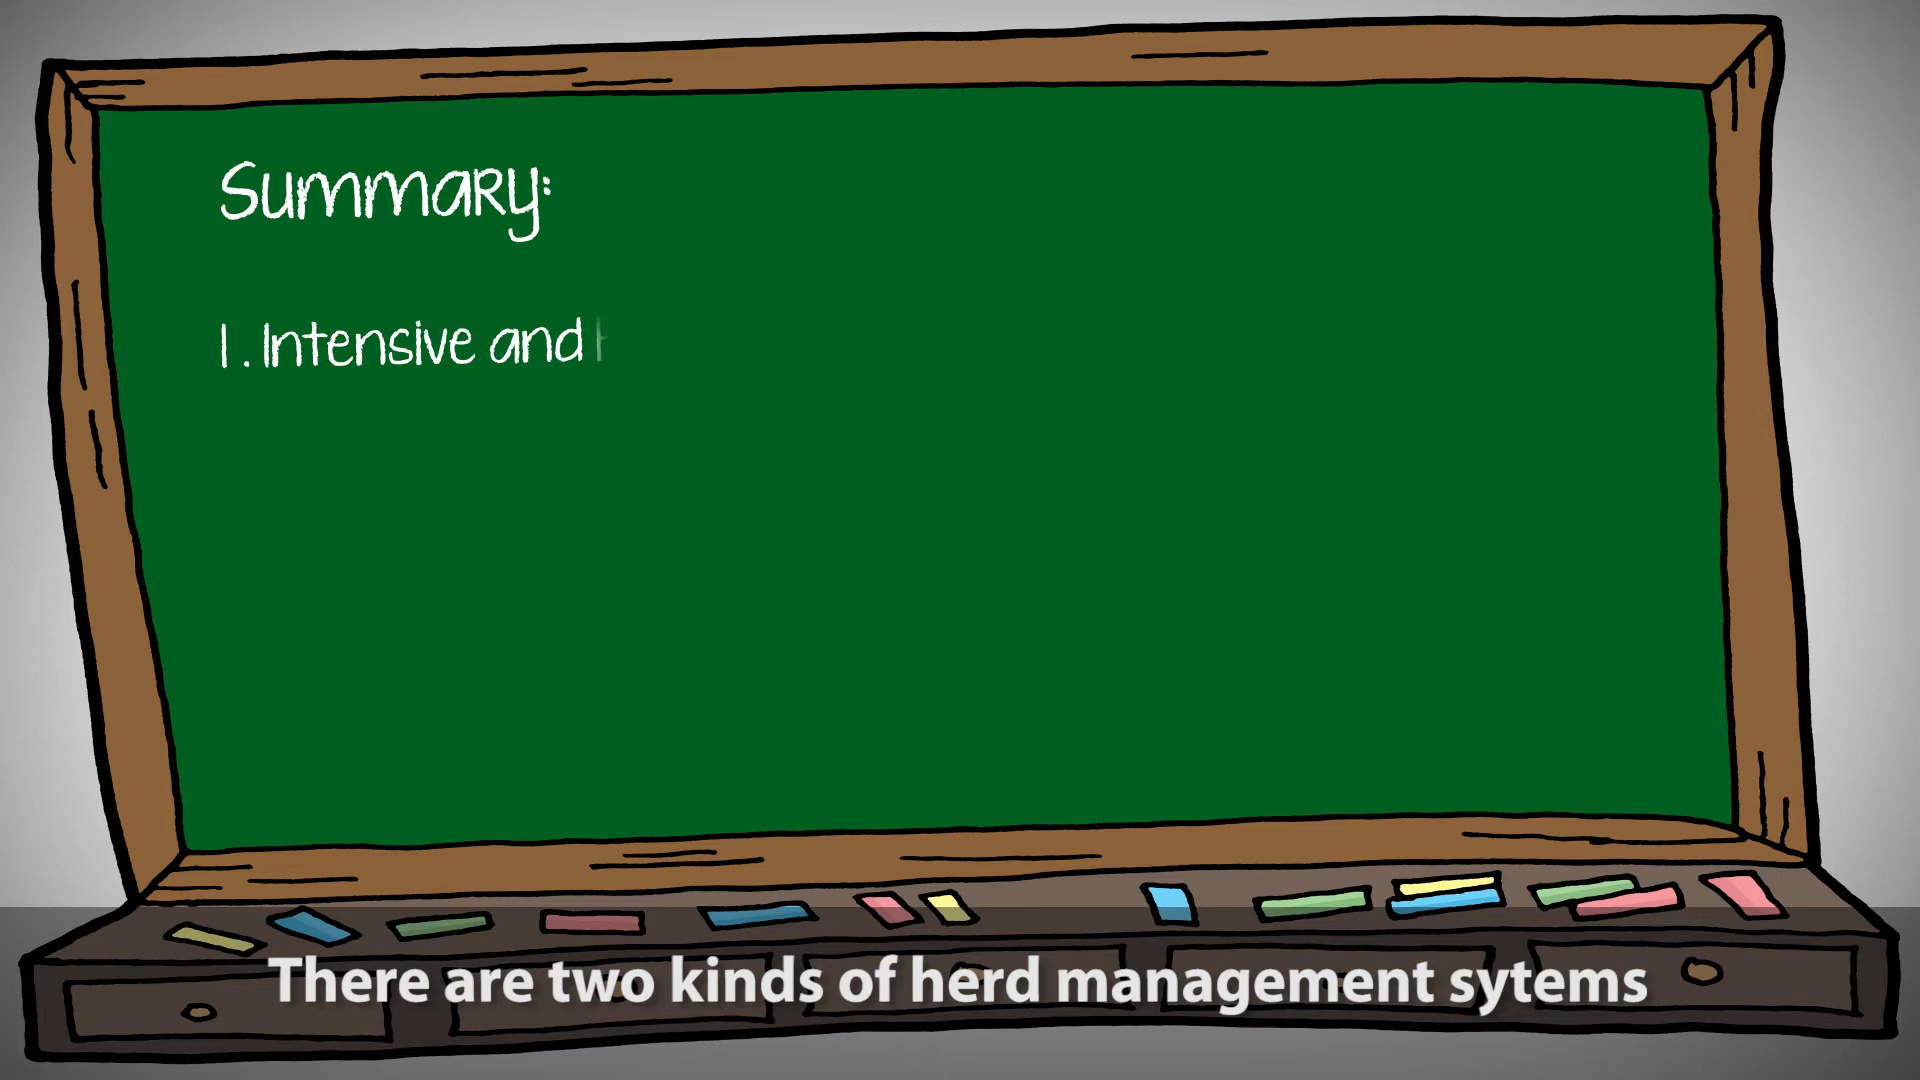 Summary:
1. Intensive and
There are two kinds of herd management sytems